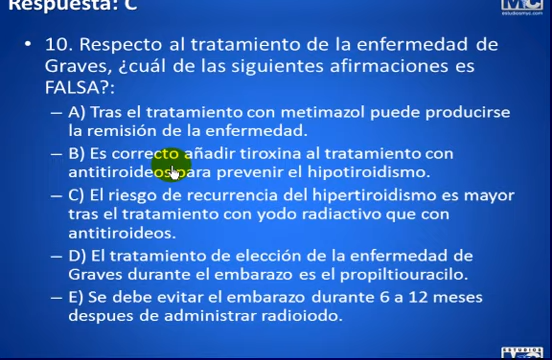 Respuesta: C
MC
estudiosmyc.com
• 10. Respecto al tratamiento de la enfermedad de
Graves, ¿cuál de las siguientes afirmaciones es
FALSA?:
— A) Tras el tratamiento con metimazol puede producirse
la remisión de la enfermedad.
— B) Es correcto añadir tiroxina al tratamiento con
antitiroideos para prevenir el hipotiroidismo.
— C) El riesgo de recurrencia del hipertiroidismo es mayor
tras el tratamiento con yodo radiactivo que con
antitiroideos.
— D) El tratamiento de elección de la enfermedad de
Graves durante el embarazo es el propiltiouracilo.
— E) Se debe evitar el embarazo durante 6 a 12 meses
despues de administrar radioiodo.